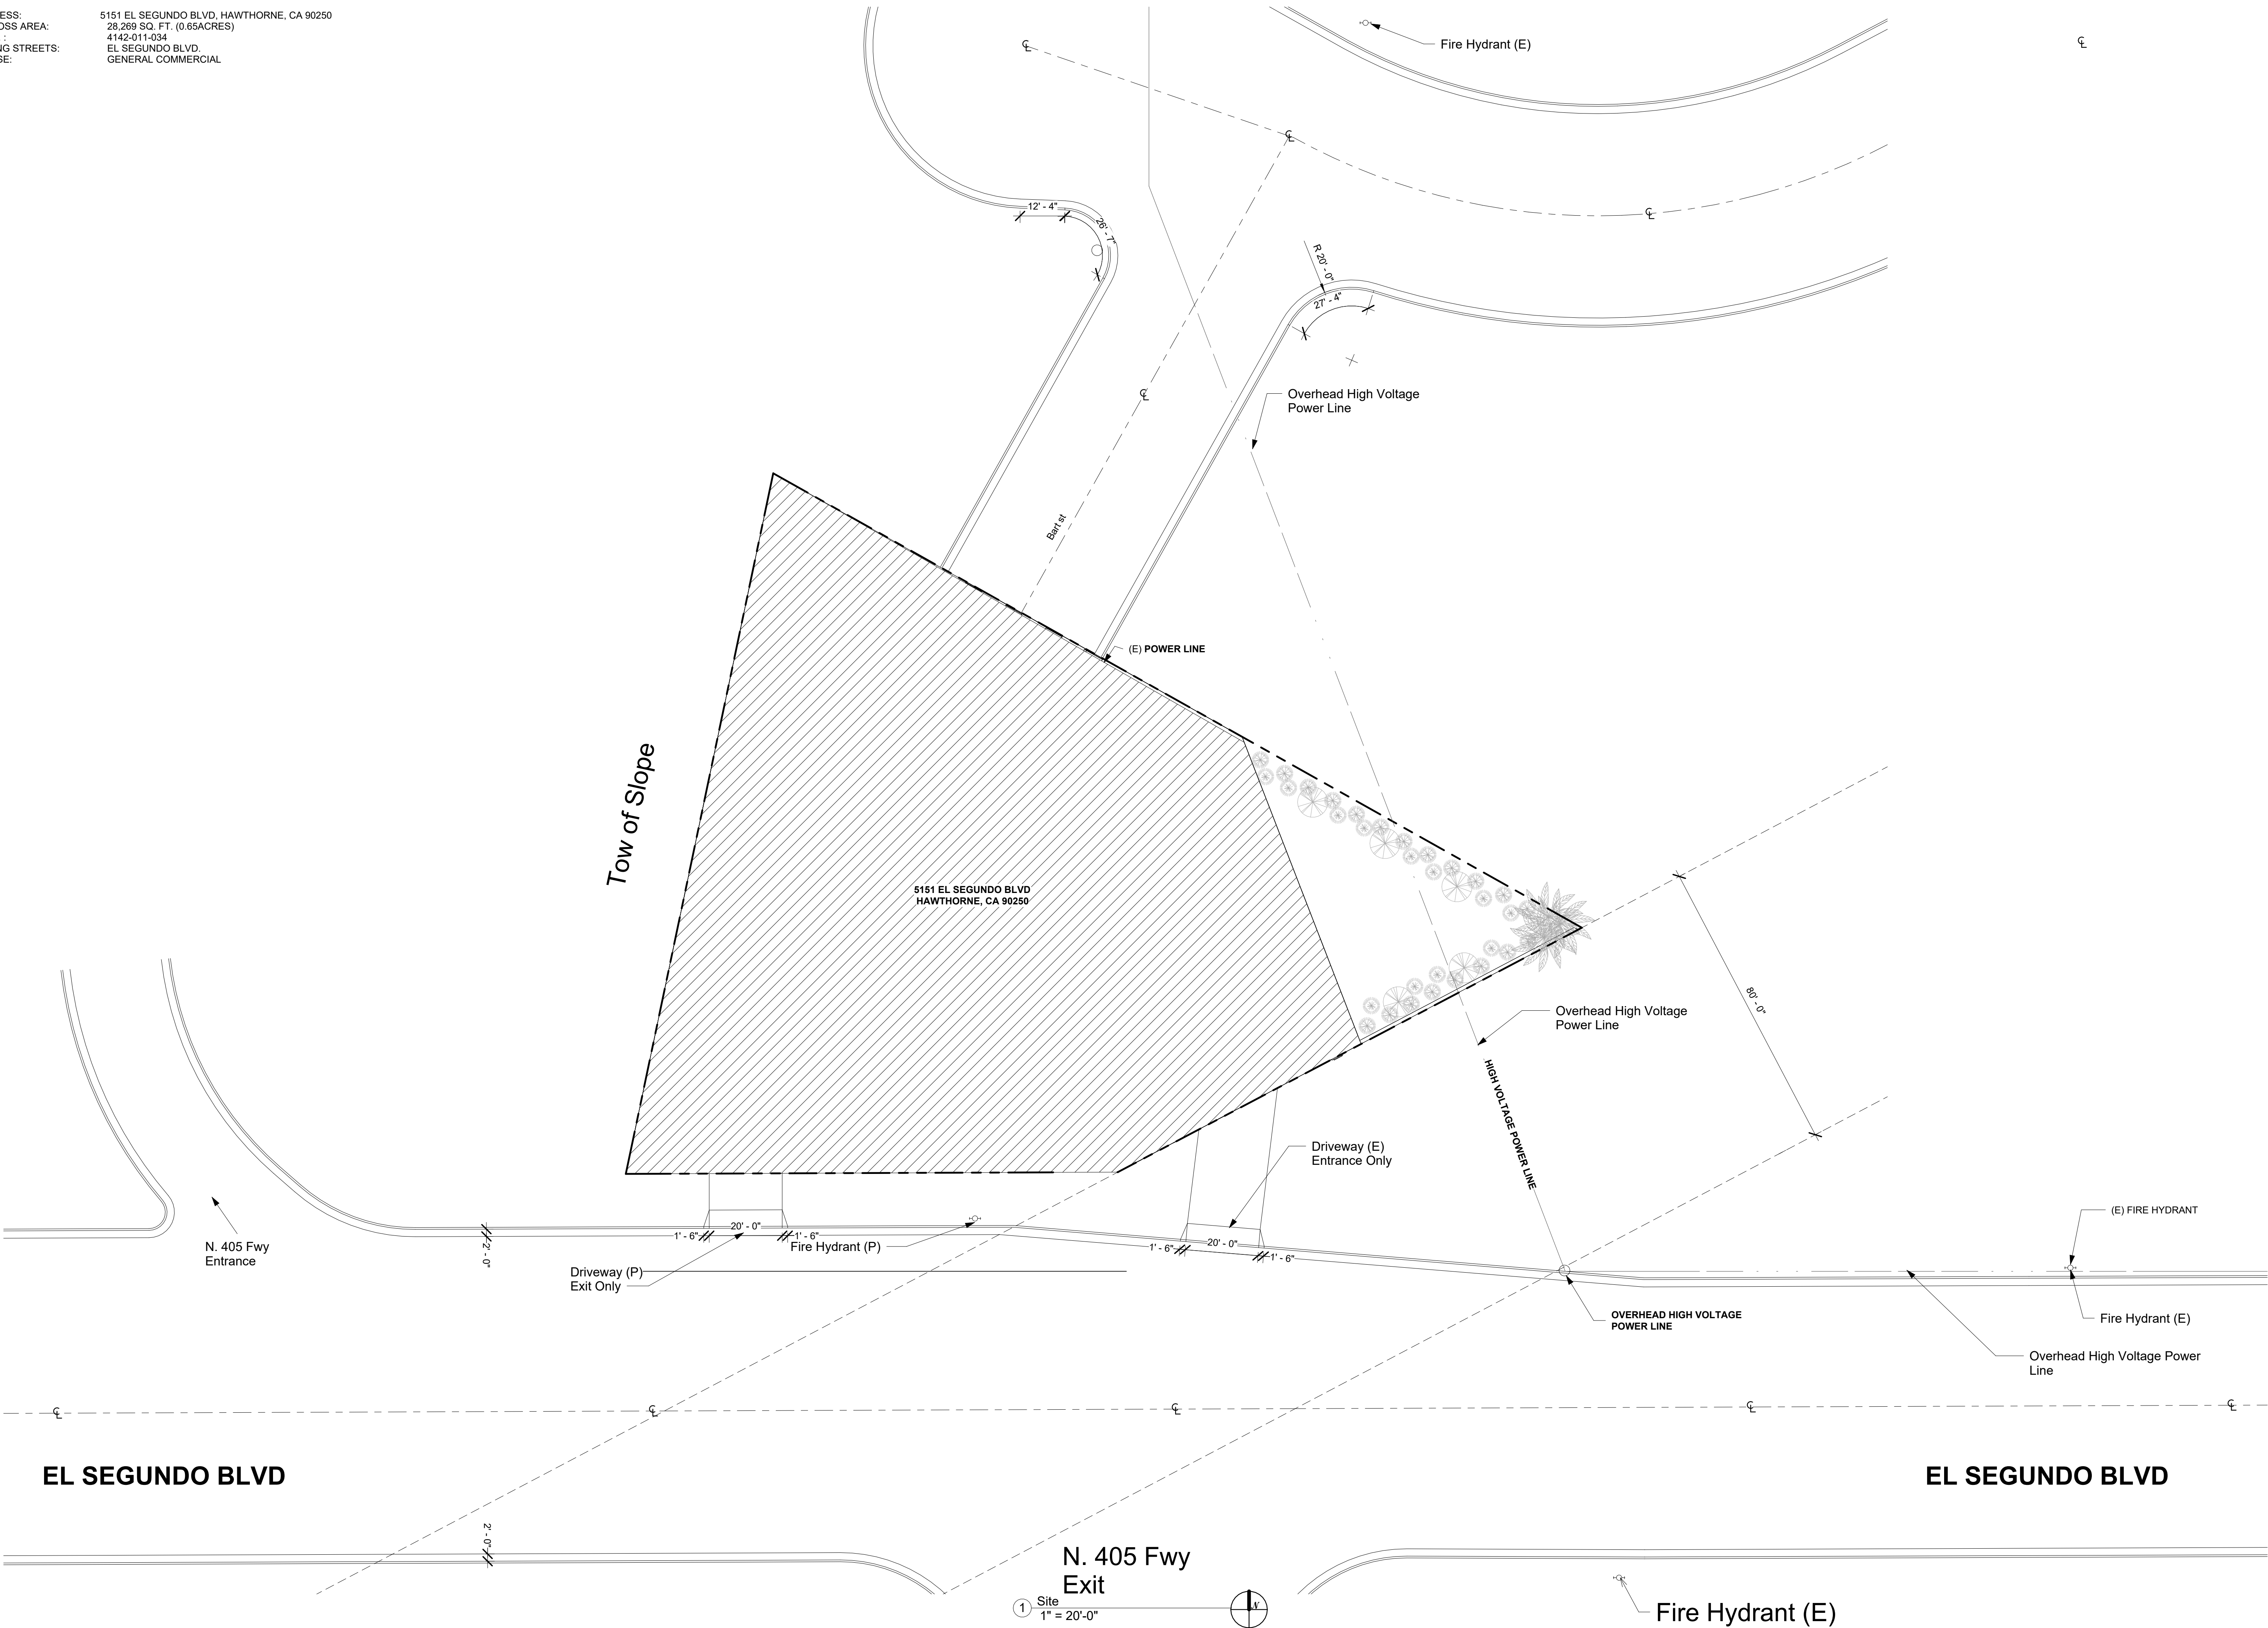 ESS: 5151 EL SEGUNDO BLVD, HAWTHORNE, CA 90250
OSS AREA: 28,269 SQ. FT. (0.65ACRES)
: 4142-011-034
NG STREETS: EL SEGUNDO BLVD.
SE: GENERAL COMMERCIAL
Fire Hydrant (E)
12' - 4"
26' - 7"
R 20' - 0"
27' - 4"
Overhead High Voltage
Power Line
Bart st
(E) POWER LINE
Tow of Slope
5151 EL SEGUNDO BLVD
HAWTHORNE, CA 90250
80' - 0"
Overhead High Voltage
Power Line
HIGH VOLTAGE POWER LINE
Driveway (E)
Entrance Only
(E) FIRE HYDRANT
N. 405 Fwy
Entrance
2' - 0"
1' - 6"
20' - 0"
1' - 6"
Fire Hydrant (P)
1' - 6"
20' - 0"
1' - 6"
Driveway (P)
Exit Only
OVERHEAD HIGH VOLTAGE
POWER LINE
Fire Hydrant (E)
Overhead High Voltage Power
Line
EL SEGUNDO BLVD
EL SEGUNDO BLVD
2' - 0"
N. 405 Fwy
Exit
1
Site
1" = 20'-0"
N
Fire Hydrant (E)